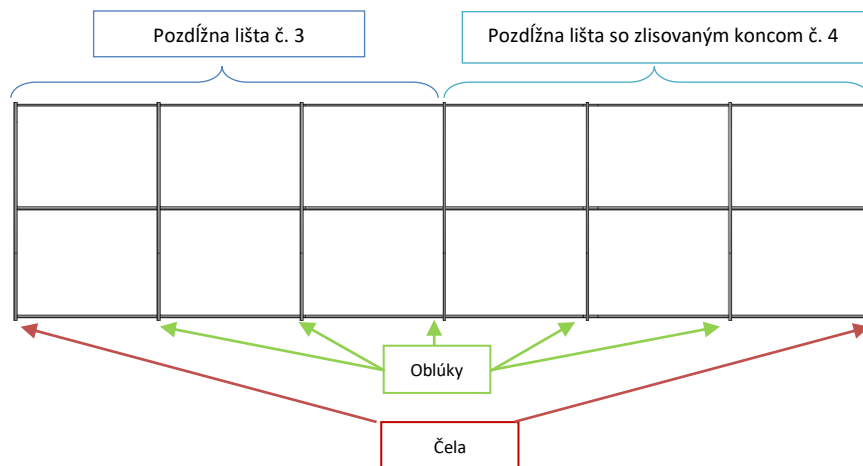 Pozdĺžna lišta č. 3
Pozdĺžna lišta so zlisovaným koncom č. 4
Oblúky
Čela